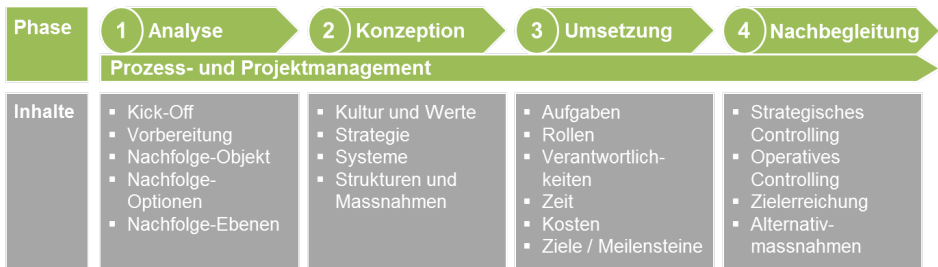 Phase
1 Analyse
2 Konzeption
3 Umsetzung
4 Nachbegleitung
Prozess- und Projektmanagement
Inhalte
▪ Kick-Off
▪ Vorbereitung
▪ Nachfolge-Objekt
▪ Nachfolge-
Optionen
▪ Nachfolge-Ebenen
▪ Kultur und Werte
▪ Strategie
▪ Systeme
▪ Strukturen und
Massnahmen
▪ Aufgaben
▪ Rollen
▪ Verantwortlich-
keiten
▪ Zeit
▪ Kosten
▪ Ziele / Meilensteine
▪ Strategisches
Controlling
▪ Operatives
Controlling
▪ Zielerreichung
▪ Alternativ-
massnahmen